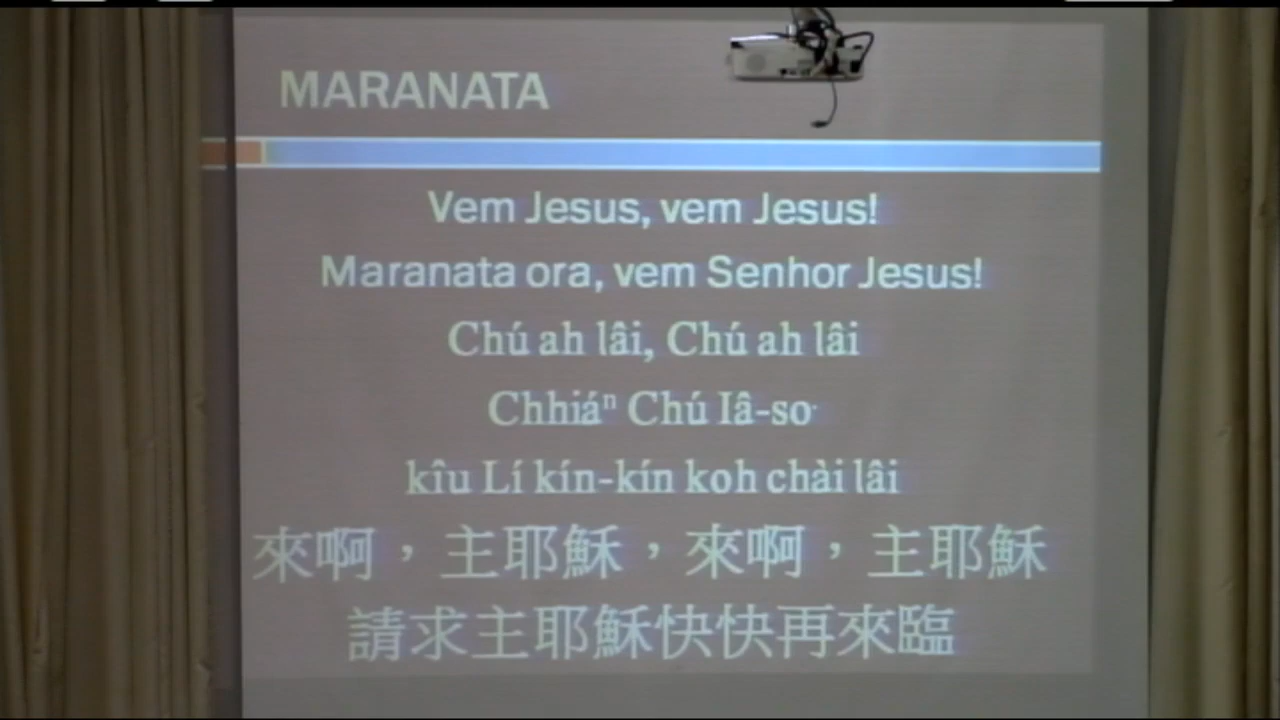 MARANATA
Vem Jesus, vem Jesus!
Maranata ora, vem Senhor Jesus!
Chú ah lâi, Chú ah lâi
Chhiáⁿ Chú Iâ-so͘
kîu Lí kín-kín koh chài lâi
來啊，主耶穌，來啊，主耶穌
請求主耶穌快快再來臨